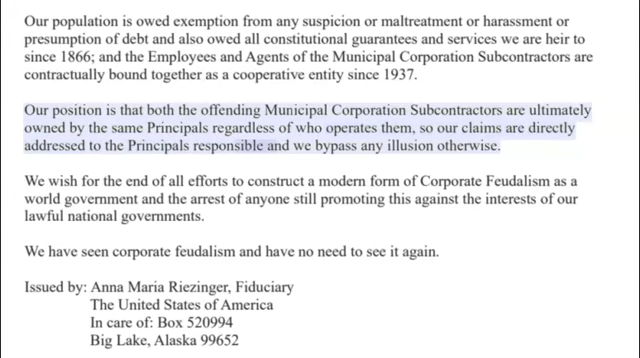 Our population is owed exemption from any suspicion or maltreatment or harassment or
presumption of debt and also owed all constitutional guarantees and services we are heir to
since 1866; and the Employees and Agents of the Municipal Corporation Subcontractors are
contractually bound together as a cooperative entity since 1937.
Our position is that both the offending Municipal Corporation Subcontractors are ultimately
owned by the same Principals regardless of who operates them, so our claims are directly
addressed to the Principals responsible and we bypass any illusion otherwise.
We wish for the end of all efforts to construct a modern form of Corporate Feudalism as a
world government and the arrest of anyone still promoting this against the interests of our
lawful national governments.
We have seen corporate feudalism and have no need to see it again.
Issued by: Anna Maria Riezinger, Fiduciary
The United States of America
In care of: Box 520994
Big Lake, Alaska 99652